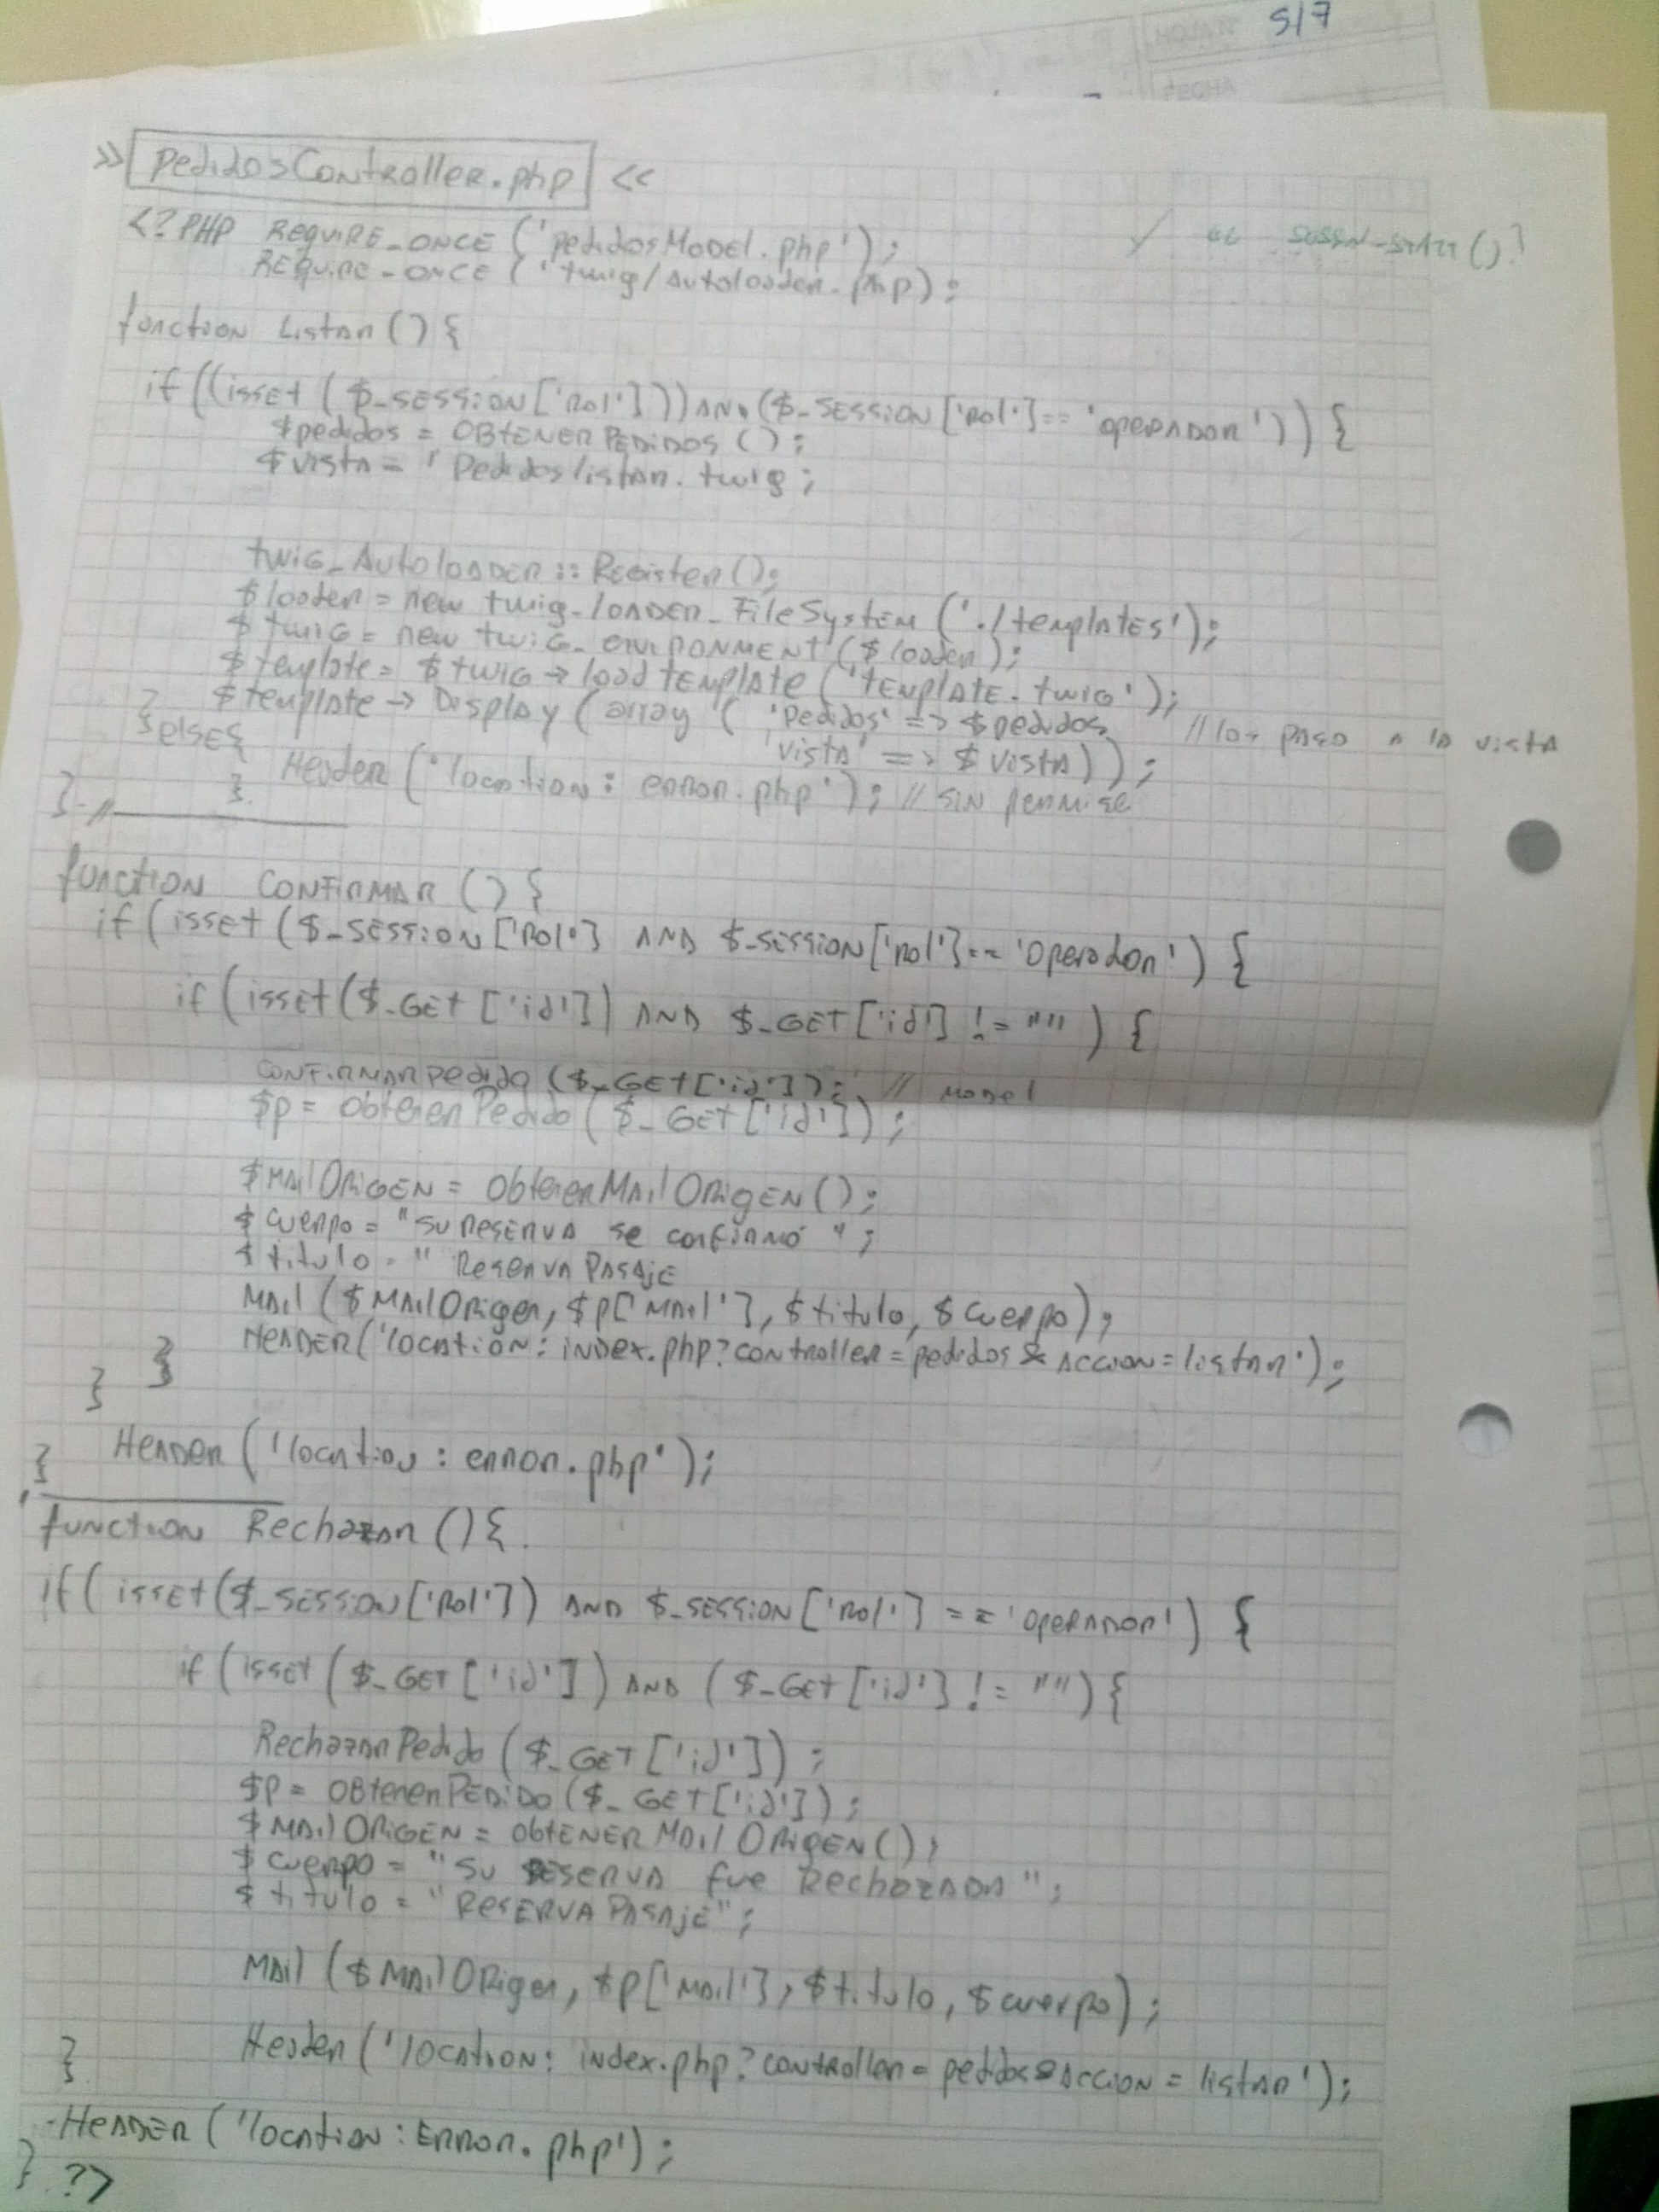 5/7
>> pedidosController.php <<
<?PHP REQUIRE_ONCE ('pedidosModel.php');
REQUIRE_ONCE ('twig/Autoloader.php);
function Listar () {
if ((isset ($_SESSION['Rol'])) AND ($_SESSION['Rol']== 'OPERADOR')) {
$pedidos = OBTENERPEDIDOS ();
$VISTA = 'Pedidoslistar.twig;
twig_Autoloader::Register();
$loader = new twig_loader_FileSystem ('./templates');
$twig = new twig_environment ($loader);
$template = $twig → loadTemplate ('template.twig');
$template → Display (array ('Pedidos' => $pedidos, // los paso a la vista
'vista' => $vista));
} else {
Header ('location: error.php'); // sin permiso
}
} //
function CONFIRMAR () {
if (isset ($_SESSION['Rol'] AND $_SESSION['Rol']== 'Operador') {
if (isset($_GET ['id']) AND $_GET['id'] != "") {
CONFIRMARPedido ($_GET['id']); // Model
$p = obtenerPedido ($_GET['id']);
$MailORIGEN = obtenerMailORIGEN ();
$cuerpo = "Su reserva se confirmó";
$titulo = "Reserva Pasaje
Mail ($MailOrigen, $p['Mail'], $titulo, $cuerpo);
HEADER('location: index.php?controller=pedidos&accion=listar');
}
}
Header ('location: error.php');
}
function Rechazar () {
if ( isset($_SESSION['Rol']) AND $_SESSION['Rol'] == 'OPERADOR') {
if (isset ($_GET ['id']) AND ($_GET ['id'] != "") {
RechazarPedido ($_GET ['id']);
$p = OBtenerPEDIDO ($_GET['id']);
$MailORIGEN = obtENERMailORIGEN();
$cuerpo = "Su RESERVA fue Rechazada";
$titulo = "RESERVA PASAJE";
Mail ($MailORIGEN, $p['Mail'], $titulo, $cuerpo);
Header ('location: index.php?controller=pedidos&accion=listar');
}
HEADER ('location: Error.php');
} ?>